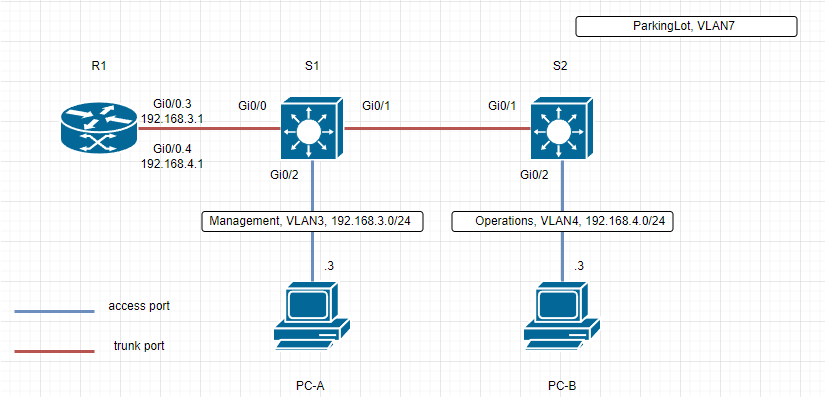 ParkingLot, VLAN7
R1
S1
S2
Gi0/0.3
192.168.3.1
Gi0/0
Gi0/1
Gi0/1
Gi0/0.4
192.168.4.1
Gi0/2
Gi0/2
Management, VLAN3, 192.168.3.0/24
Operations, VLAN4, 192.168.4.0/24
.3
.3
access port
trunk port
PC-A
PC-B